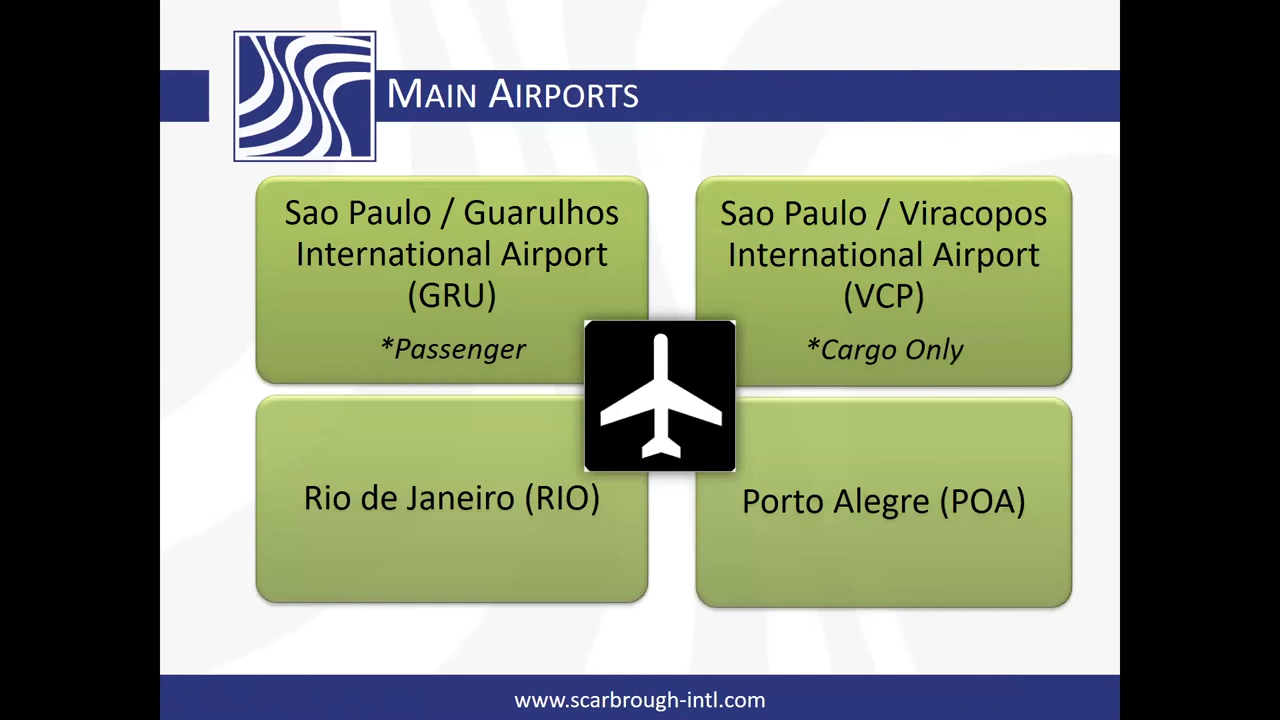 MAIN AIRPORTS
Sao Paulo / Guarulhos
International Airport
(GRU)
*Passenger
Sao Paulo / Viracopos
International Airport
(VCP)
*Cargo Only
Rio de Janeiro (RIO)
Porto Alegre (POA)
www.scarbrough-intl.com